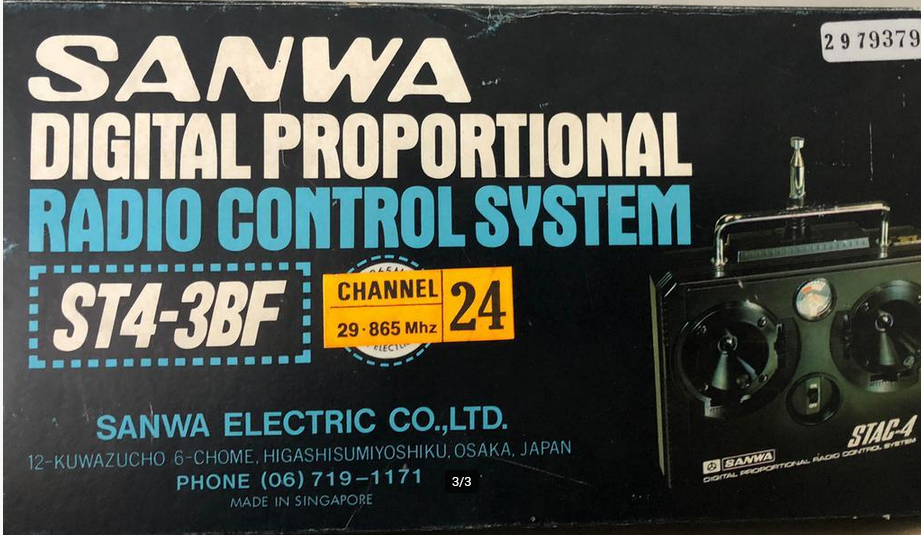 SANWA
2979379
DIGITAL PROPORTIONAL
RADIO CONTROL SYSTEM
ST4-3BF
CHANNEL 24
29·865 Mhz
SANWA ELECTRIC CO.,LTD.
12-KUWAZUCHO 6-CHOME, HIGASHISUMIYOSHIKU, OSAKA, JAPAN
PHONE (06) 719-1171
3/3
MADE IN SINGAPORE
STAC-4
SANWA
DIGITAL PROPORTIONAL RADIO CONTROL SYSTEM